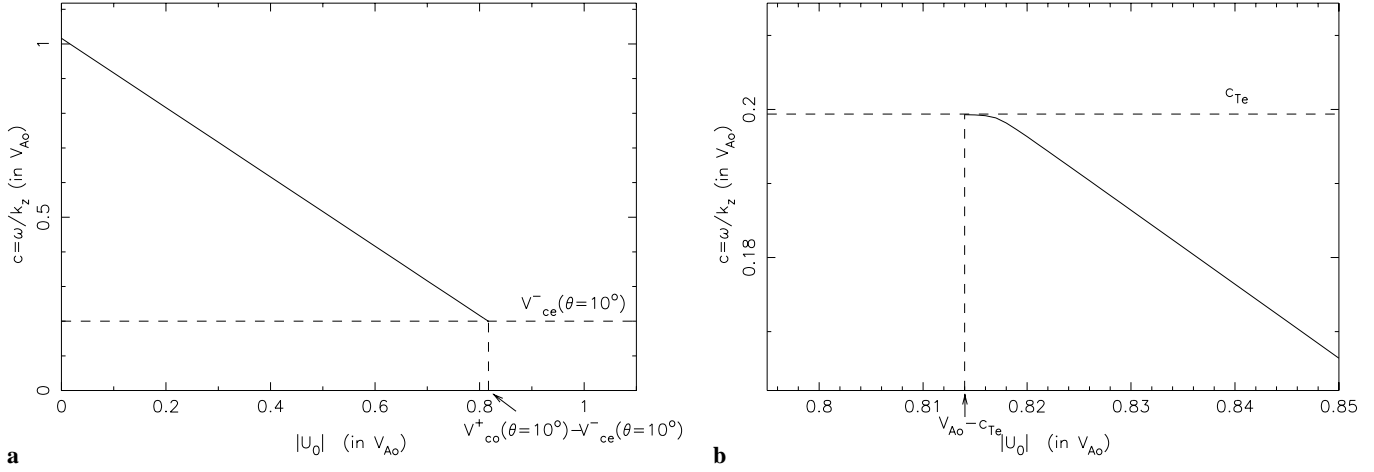 c=ω/k_z (in V_Ao)
1
0.5
0
V^-_ce(θ=10°)
0 0.2 0.4 0.6 0.8 1
V^+_co(θ=10°)–V^-_ce(θ=10°)
|U_0| (in V_Ao)
a
c=ω/k_z (in V_Ao)
0.2
0.18
c_Te
0.8 0.81 0.82 0.83 0.84 0.85
V_Ao–c_Te
|U_0| (in V_Ao)
b